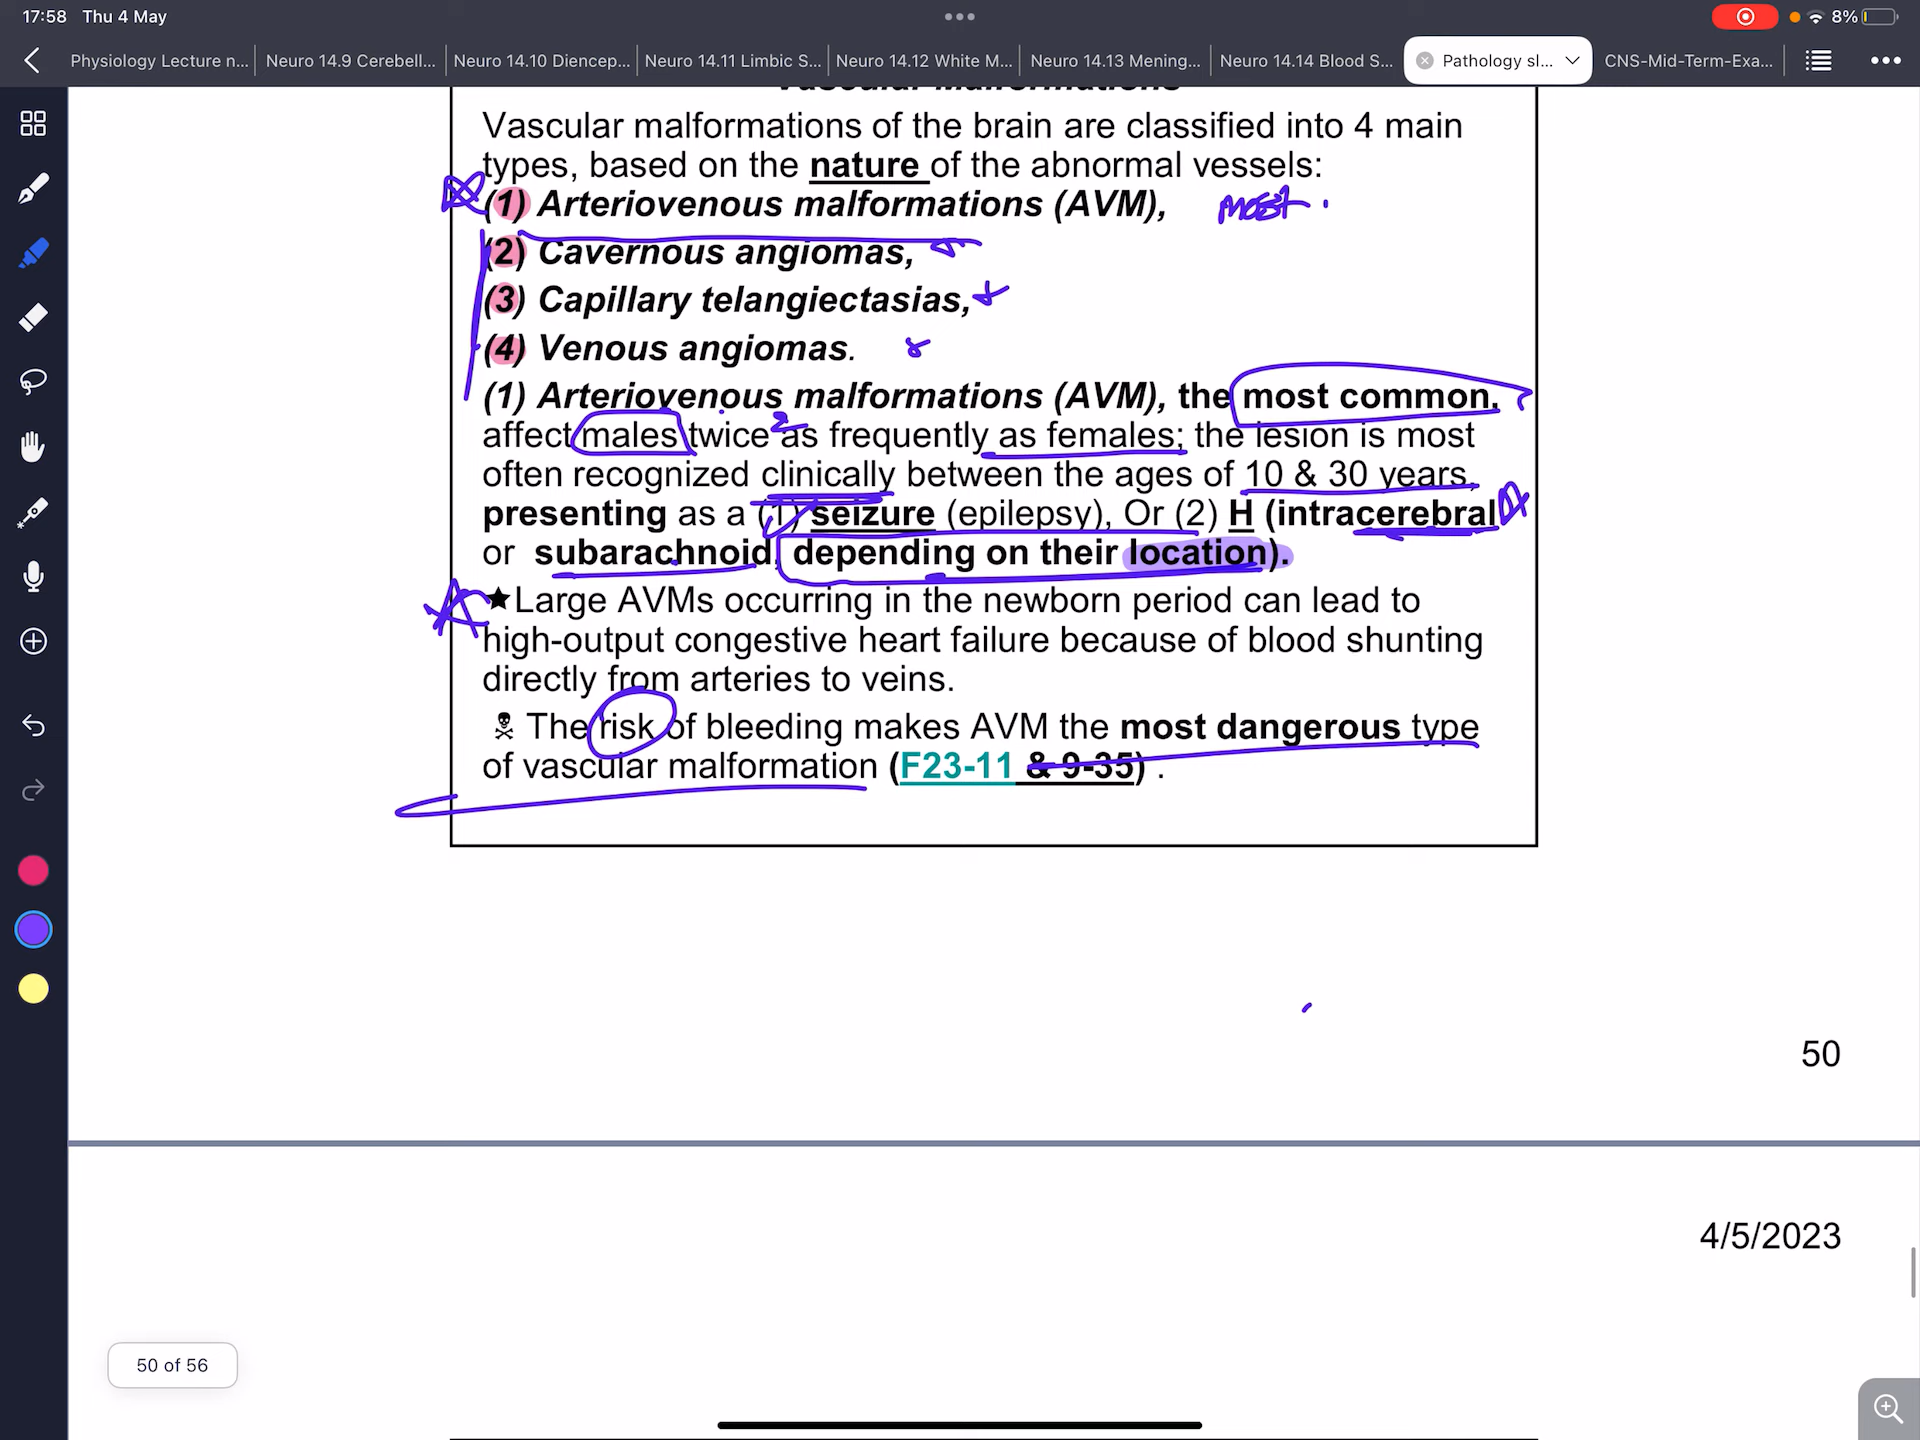 17:58 Thu 4 May
8%
Physiology Lecture n...
Neuro 14.9 Cerebell...
Neuro 14.10 Diencep...
Neuro 14.11 Limbic S...
Neuro 14.12 White M...
Neuro 14.13 Mening...
Neuro 14.14 Blood S...
Pathology sl...
CNS-Mid-Term-Exa...
Vascular Malformations
Vascular malformations of the brain are classified into 4 main
types, based on the nature of the abnormal vessels:
(1) Arteriovenous malformations (AVM), most
(2) Cavernous angiomas,
(3) Capillary telangiectasias,
(4) Venous angiomas.
(1) Arteriovenous malformations (AVM), the most common,
affect males twice as frequently as females; the lesion is most
often recognized clinically between the ages of 10 & 30 years,
presenting as a (1) seizure (epilepsy), Or (2) H (intracerebral
or subarachnoid, depending on their location).
★Large AVMs occurring in the newborn period can lead to
high-output congestive heart failure because of blood shunting
directly from arteries to veins.
☠ The risk of bleeding makes AVM the most dangerous type
of vascular malformation (F23-11 & 9-35) .
50
4/5/2023
50 of 56